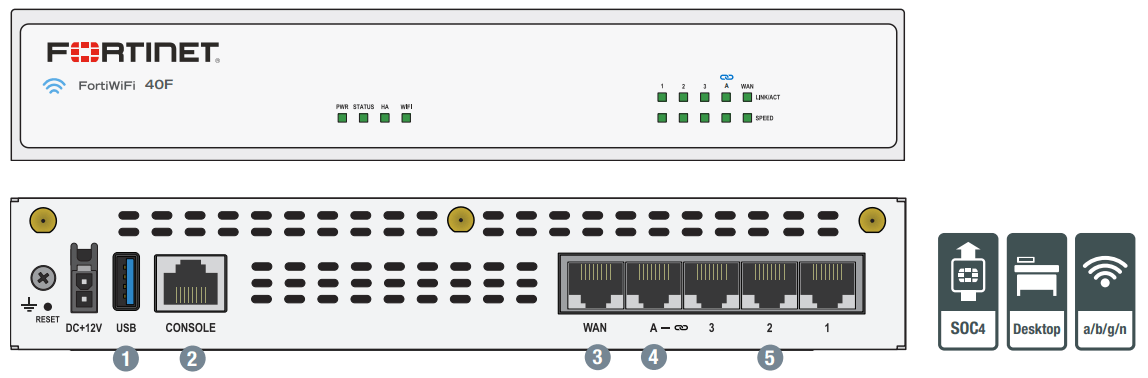 FORTINET
FortiWiFi 40F
PWR STATUS HA WIFI
1 2 3 A WAN
LINK/ACT
SPEED
RESET
DC+12V USB CONSOLE WAN A 3 2 1
1 2 3 4 5
SOC4 Desktop a/b/g/n